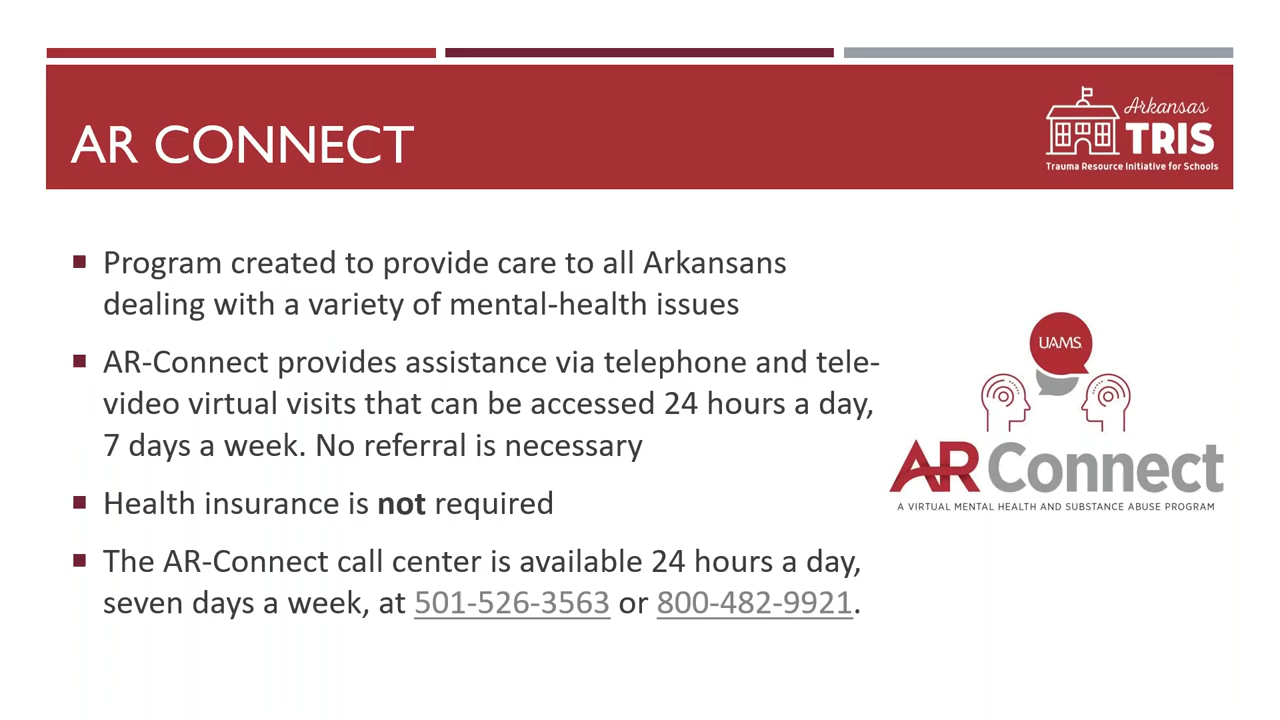 AR CONNECT
Arkansas
TRIS
Trauma Resource Initiative for Schools
Program created to provide care to all Arkansans
dealing with a variety of mental-health issues
AR-Connect provides assistance via telephone and tele-
video virtual visits that can be accessed 24 hours a day,
7 days a week. No referral is necessary
Health insurance is not required
The AR-Connect call center is available 24 hours a day,
seven days a week, at 501-526-3563 or 800-482-9921.
UAMS
AR Connect
A VIRTUAL MENTAL HEALTH AND SUBSTANCE ABUSE PROGRAM